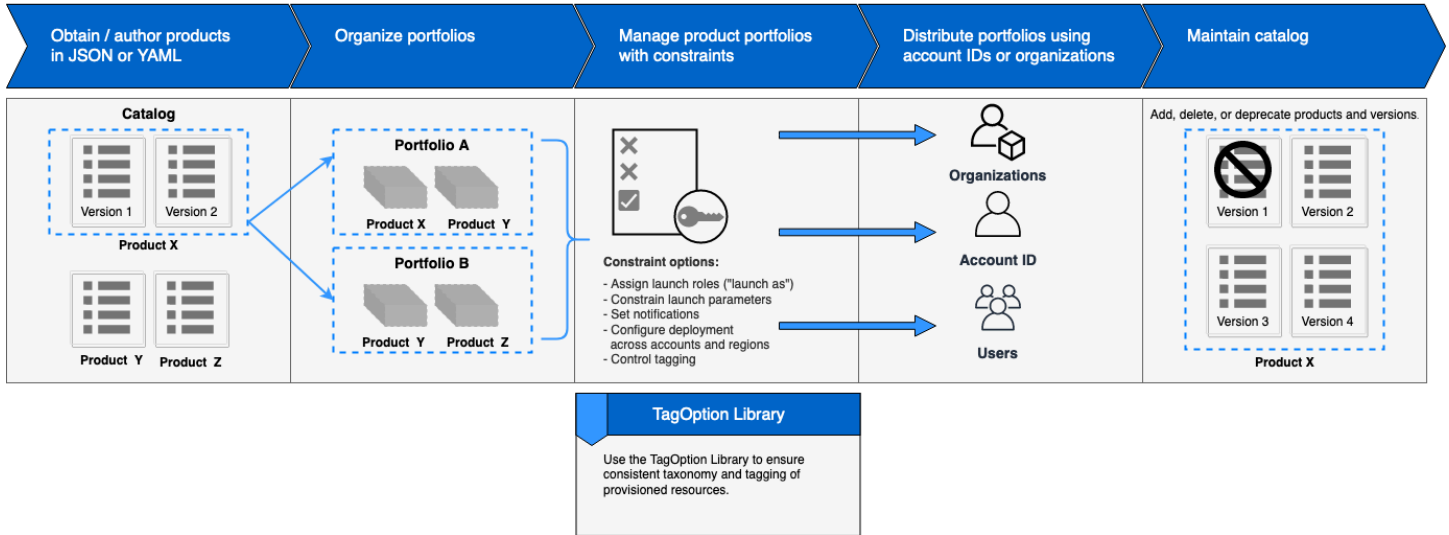 Obtain / author products
in JSON or YAML
Organize portfolios
Manage product portfolios
with constraints
Distribute portfolios using
account IDs or organizations
Maintain catalog
Catalog
Version 1
Version 2
Product X
Product Y
Product Z
Portfolio A
Product X
Product Y
Portfolio B
Product Y
Product Z
Constraint options:
- Assign launch roles ("launch as")
- Constrain launch parameters
- Set notifications
- Configure deployment
across accounts and regions
- Control tagging
Organizations
Account ID
Users
Add, delete, or deprecate products and versions.
Version 1
Version 2
Version 3
Version 4
Product X
TagOption Library
Use the TagOption Library to ensure
consistent taxonomy and tagging of
provisioned resources.